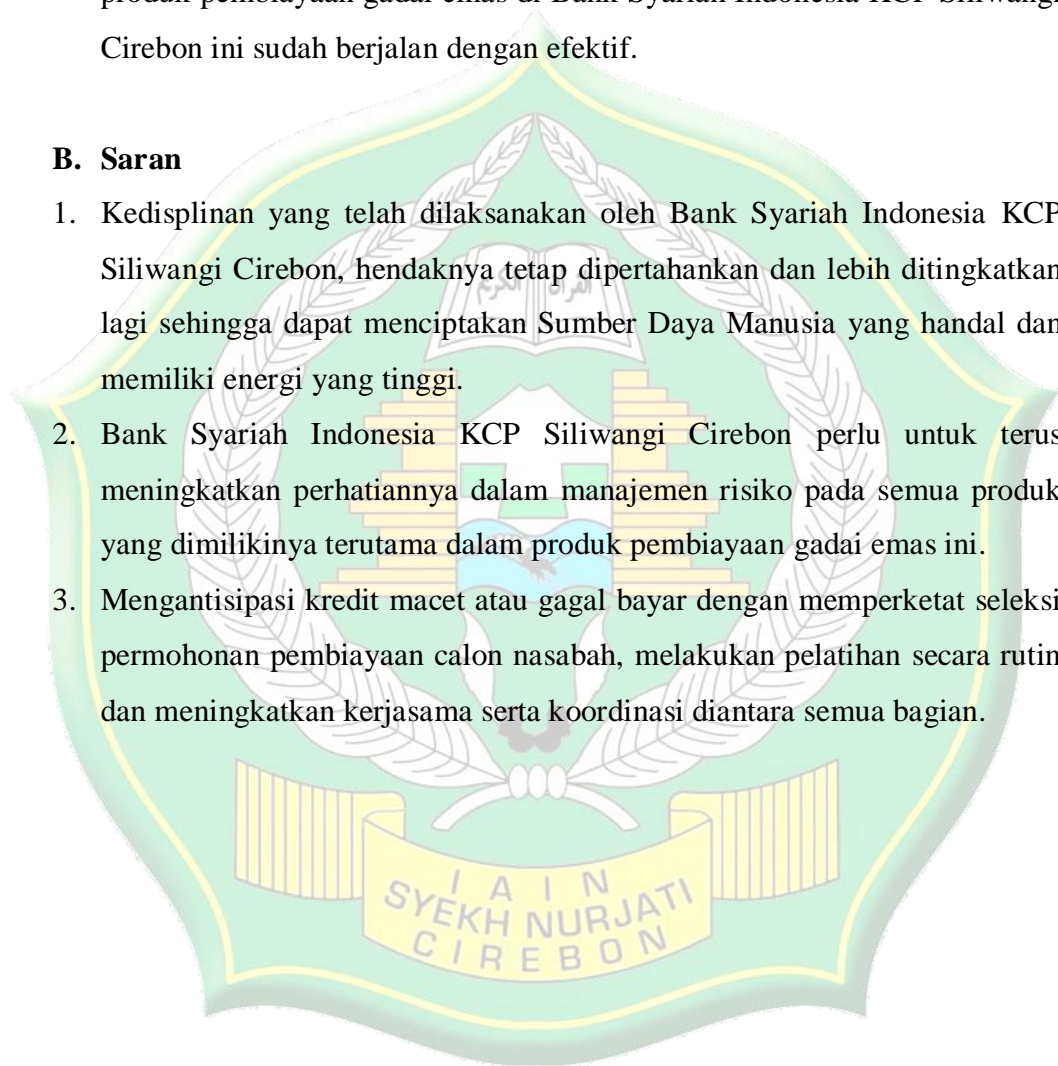 produk pembiayaan gadai emas di Bank Syariah Indonesia KCP Siliwangi
Cirebon ini sudah berjalan dengan efektif.
B. Saran
1. Kedisplinan yang telah dilaksanakan oleh Bank Syariah Indonesia KCP
Siliwangi Cirebon, hendaknya tetap dipertahankan dan lebih ditingkatkan
lagi sehingga dapat menciptakan Sumber Daya Manusia yang handal dan
memiliki energi yang tinggi.
2. Bank Syariah Indonesia KCP Siliwangi Cirebon perlu untuk terus
meningkatkan perhatiannya dalam manajemen risiko pada semua produk
yang dimilikinya terutama dalam produk pembiayaan gadai emas ini.
3. Mengantisipasi kredit macet atau gagal bayar dengan memperketat seleksi
permohonan pembiayaan calon nasabah, melakukan pelatihan secara rutin
dan meningkatkan kerjasama serta koordinasi diantara semua bagian.
القرآن الكريم
IAIN
SYEKH NURJATI
CIREBON